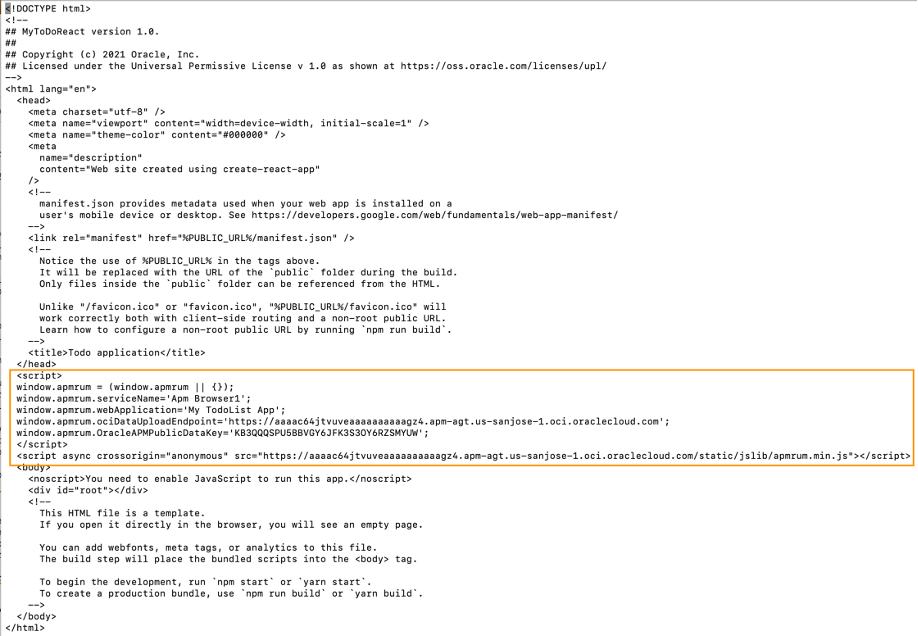 <!DOCTYPE html>
<!--
## MyToDoReact version 1.0.
##
## Copyright (c) 2021 Oracle, Inc.
## Licensed under the Universal Permissive License v 1.0 as shown at https://oss.oracle.com/licenses/upl/
-->
<html lang="en">
  <head>
    <meta charset="utf-8" />
    <meta name="viewport" content="width=device-width, initial-scale=1" />
    <meta name="theme-color" content="#000000" />
    <meta
      name="description"
      content="Web site created using create-react-app"
    />
    <!--
      manifest.json provides metadata used when your web app is installed on a
      user's mobile device or desktop. See https://developers.google.com/web/fundamentals/web-app-manifest/
    -->
    <link rel="manifest" href="%PUBLIC_URL%/manifest.json" />
    <!--
      Notice the use of %PUBLIC_URL% in the tags above.
      It will be replaced with the URL of the `public` folder during the build.
      Only files inside the `public` folder can be referenced from the HTML.

      Unlike "/favicon.ico" or "favicon.ico", "%PUBLIC_URL%/favicon.ico" will
      work correctly both with client-side routing and a non-root public URL.
      Learn how to configure a non-root public URL by running `npm run build`.
    -->
    <title>Todo application</title>
  </head>
  <script>
  window.apmrum = (window.apmrum || {});
  window.apmrum.serviceName='Apm Browser1';
  window.apmrum.webApplication='My TodoList App';
  window.apmrum.ociDataUploadEndpoint='https://aaaac64jtvuveaaaaaaaaaagz4.apm-agt.us-sanjose-1.oci.oraclecloud.com';
  window.apmrum.OracleAPMPublicDataKey='KB3QQQSPU5BBVGY6JFK3S3OY6RZSMYUW';
  </script>
  <script async crossorigin="anonymous" src="https://aaaac64jtvuveaaaaaaaaaagz4.apm-agt.us-sanjose-1.oci.oraclecloud.com/static/jslib/apmrum.min.js"></script>
  <body>
    <noscript>You need to enable JavaScript to run this app.</noscript>
    <div id="root"></div>
    <!--
      This HTML file is a template.
      If you open it directly in the browser, you will see an empty page.

      You can add webfonts, meta tags, or analytics to this file.
      The build step will place the bundled scripts into the <body> tag.

      To begin the development, run `npm start` or `yarn start`.
      To create a production bundle, use `npm run build` or `yarn build`.
    -->
  </body>
</html>